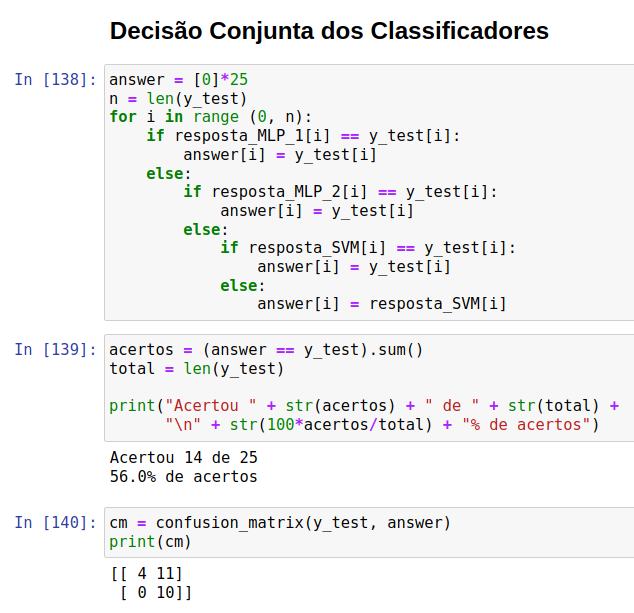 Decisão Conjunta dos Classificadores
In [138]: answer = [0]*25
n = len(y_test)
for i in range (0, n):
    if resposta_MLP_1[i] == y_test[i]:
        answer[i] = y_test[i]
    else:
        if resposta_MLP_2[i] == y_test[i]:
            answer[i] = y_test[i]
        else:
            if resposta_SVM[i] == y_test[i]:
                answer[i] = y_test[i]
            else:
                answer[i] = resposta_SVM[i]
In [139]: acertos = (answer == y_test).sum()
total = len(y_test)
print("Acertou " + str(acertos) + " de " + str(total) +
      "\n" + str(100*acertos/total) + "% de acertos")
Acertou 14 de 25
56.0% de acertos
In [140]: cm = confusion_matrix(y_test, answer)
print(cm)
[[ 4 11]
 [ 0 10]]